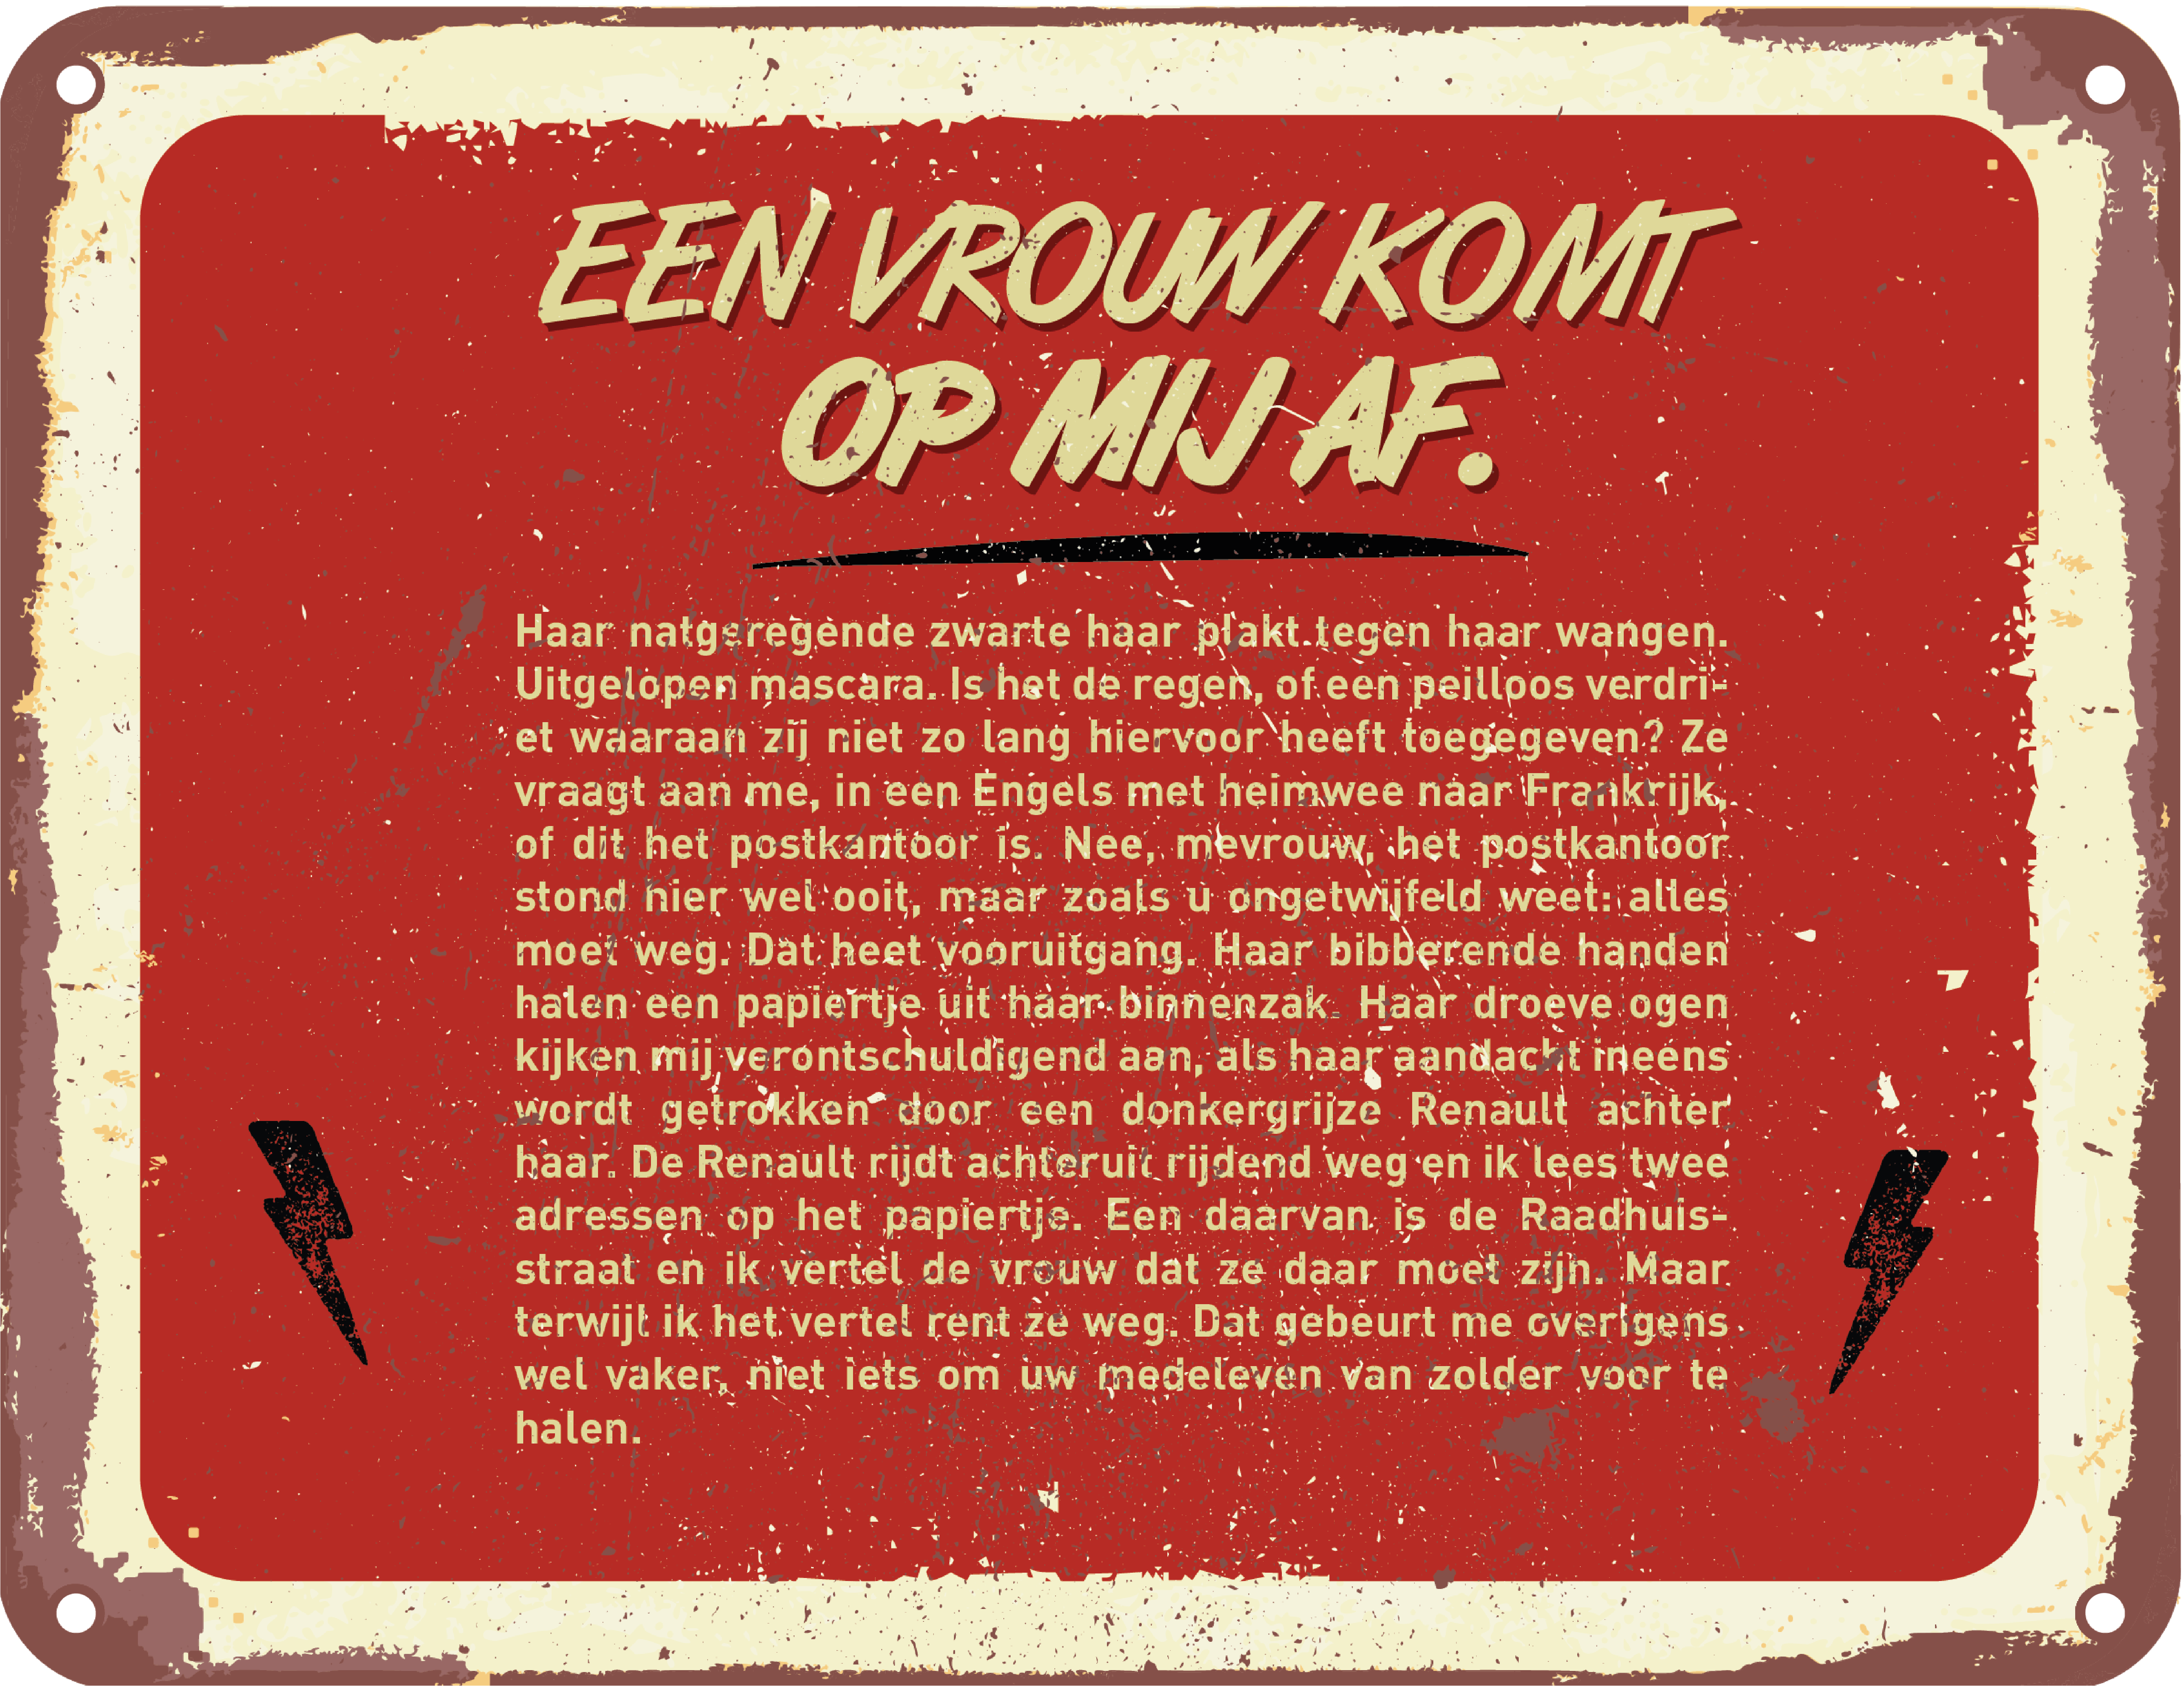 EEN VROUW KOMT
OP MIJ AF.
Haar natgeregende zwarte haar plakt tegen haar wangen.
Uitgelopen mascara. Is het de regen, of een peilloos verdri-
et waaraan zij niet zo lang hiervoor heeft toegegeven? Ze
vraagt aan me, in een Engels met heimwee naar Frankrijk,
of dit het postkantoor is. Nee, mevrouw, het postkantoor
stond hier wel ooit, maar zoals u ongetwijfeld weet: alles
moet weg. Dat heet vooruitgang. Haar bibberende handen
halen een papiertje uit haar binnenzak. Haar droeve ogen
kijken mij verontschuldigend aan, als haar aandacht ineens
wordt getrokken door een donkergrijze Renault achter
haar. De Renault rijdt achteruit rijdend weg en ik lees twee
adressen op het papiertje. Een daarvan is de Raadhuis-
straat en ik vertel de vrouw dat ze daar moet zijn. Maar
terwijl ik het vertel rent ze weg. Dat gebeurt me overigens
wel vaker, niet iets om uw medeleven van zolder voor te
halen.